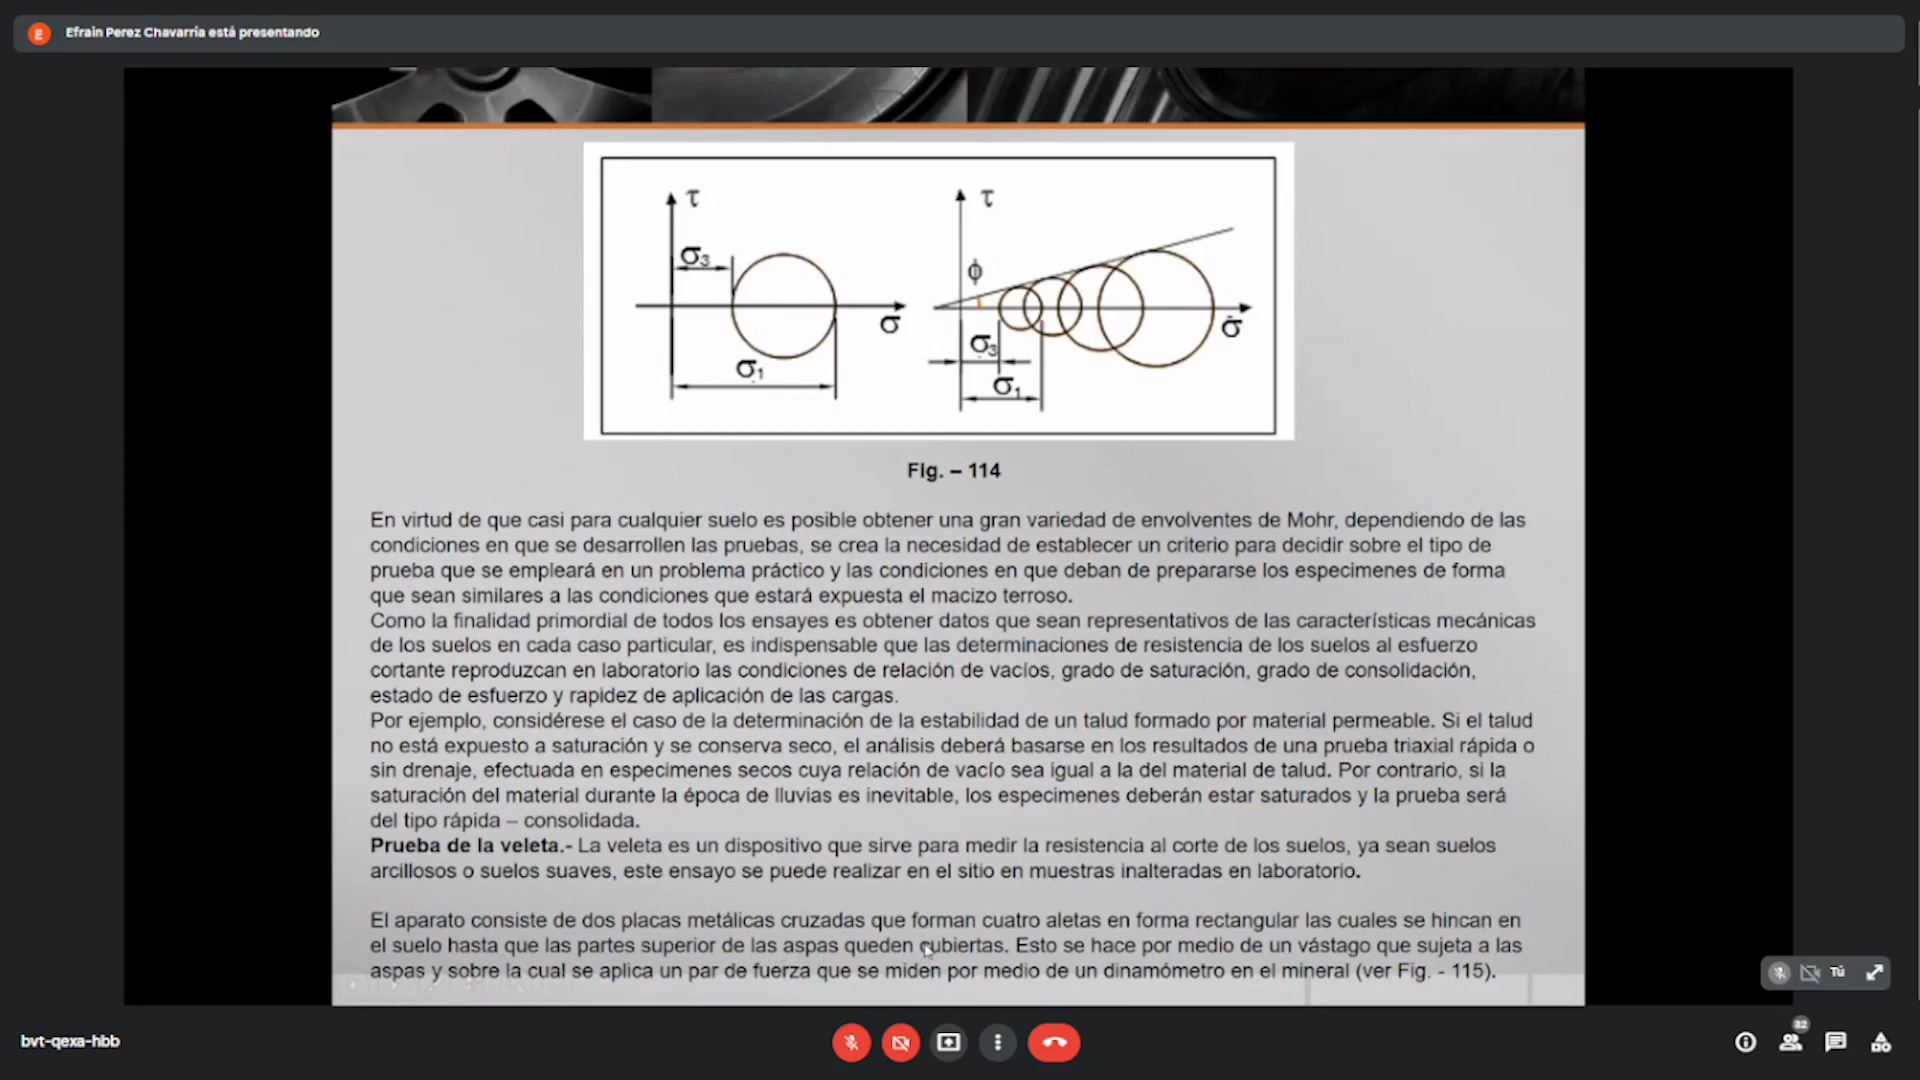 E
Efrain Perez Chavarria está presentando
τ
σ3
σ
σ1
τ
ϕ
σ
σ3
σ1
Fig. – 114
En virtud de que casi para cualquier suelo es posible obtener una gran variedad de envolventes de Mohr, dependiendo de las
condiciones en que se desarrollen las pruebas, se crea la necesidad de establecer un criterio para decidir sobre el tipo de
prueba que se empleará en un problema práctico y las condiciones en que deban de prepararse los especimenes de forma
que sean similares a las condiciones que estará expuesta el macizo terroso.
Como la finalidad primordial de todos los ensayes es obtener datos que sean representativos de las características mecánicas
de los suelos en cada caso particular, es indispensable que las determinaciones de resistencia de los suelos al esfuerzo
cortante reproduzcan en laboratorio las condiciones de relación de vacíos, grado de saturación, grado de consolidación,
estado de esfuerzo y rapidez de aplicación de las cargas.
Por ejemplo, considérese el caso de la determinación de la estabilidad de un talud formado por material permeable. Si el talud
no está expuesto a saturación y se conserva seco, el análisis deberá basarse en los resultados de una prueba triaxial rápida o
sin drenaje, efectuada en especimenes secos cuya relación de vacío sea igual a la del material de talud. Por contrario, si la
saturación del material durante la época de lluvias es inevitable, los especimenes deberán estar saturados y la prueba será
del tipo rápida – consolidada.
Prueba de la veleta.- La veleta es un dispositivo que sirve para medir la resistencia al corte de los suelos, ya sean suelos
arcillosos o suelos suaves, este ensayo se puede realizar en el sitio en muestras inalteradas en laboratorio.
El aparato consiste de dos placas metálicas cruzadas que forman cuatro aletas en forma rectangular las cuales se hincan en
el suelo hasta que las partes superior de las aspas queden cubiertas. Esto se hace por medio de un vástago que sujeta a las
aspas y sobre la cual se aplica un par de fuerza que se miden por medio de un dinamómetro en el mineral (ver Fig. - 115).
Tú
bvt-qexa-hbb
32